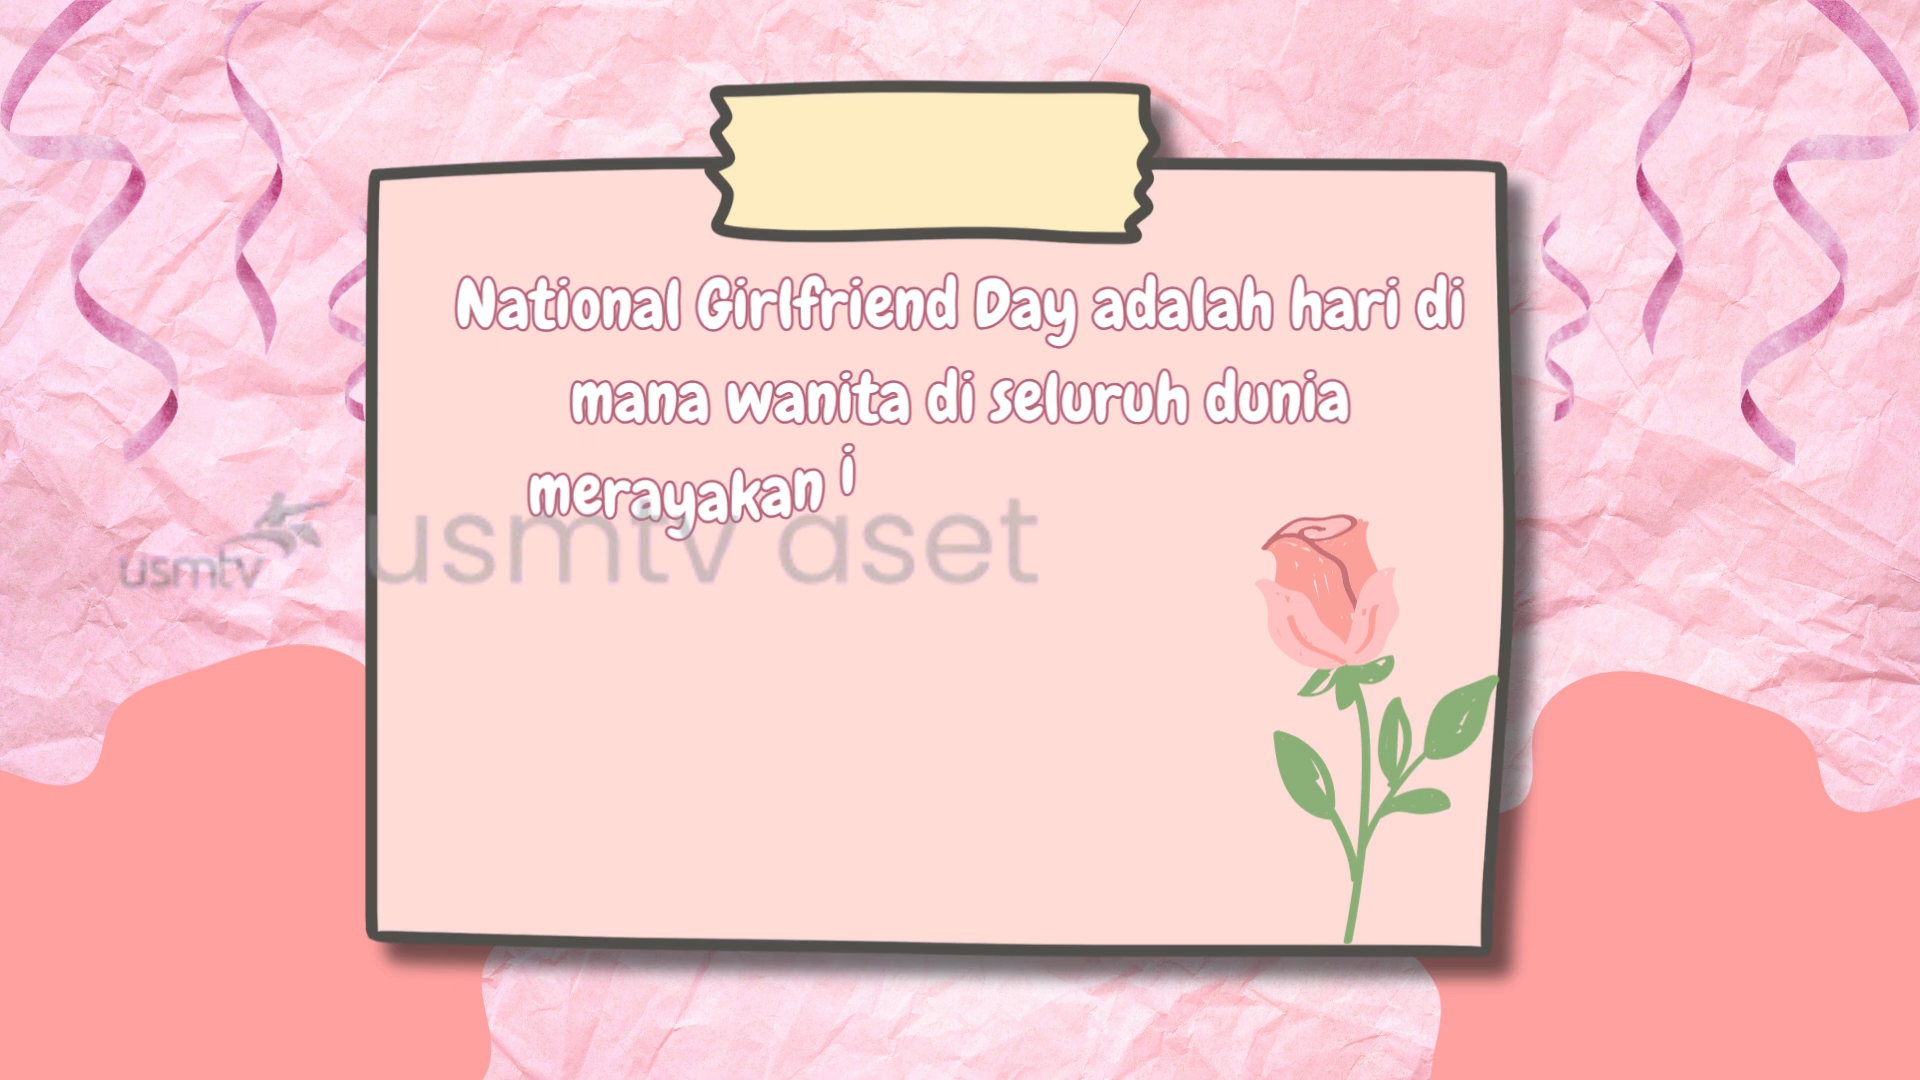 National Girlfriend Day adalah hari di
mana wanita di seluruh dunia
merayakan i
usmtv
usmtv aset